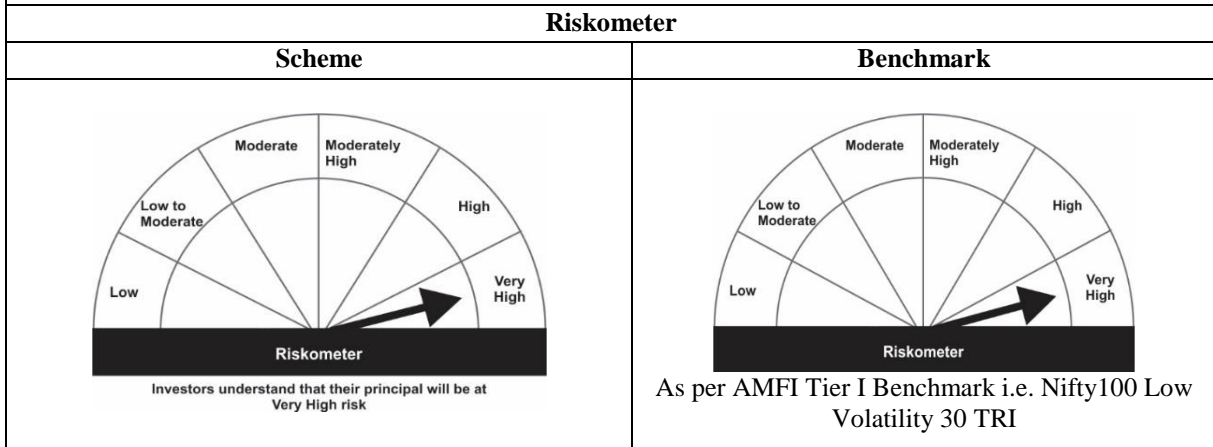 Riskometer
Scheme
Benchmark
Moderate
Moderately
High
Low to
Moderate
High
Low
Very
High
Riskometer
Investors understand that their principal will be at
Very High risk
Moderate
Moderately
High
Low to
Moderate
High
Low
Very
High
Riskometer
As per AMFI Tier I Benchmark i.e. Nifty100 Low
Volatility 30 TRI